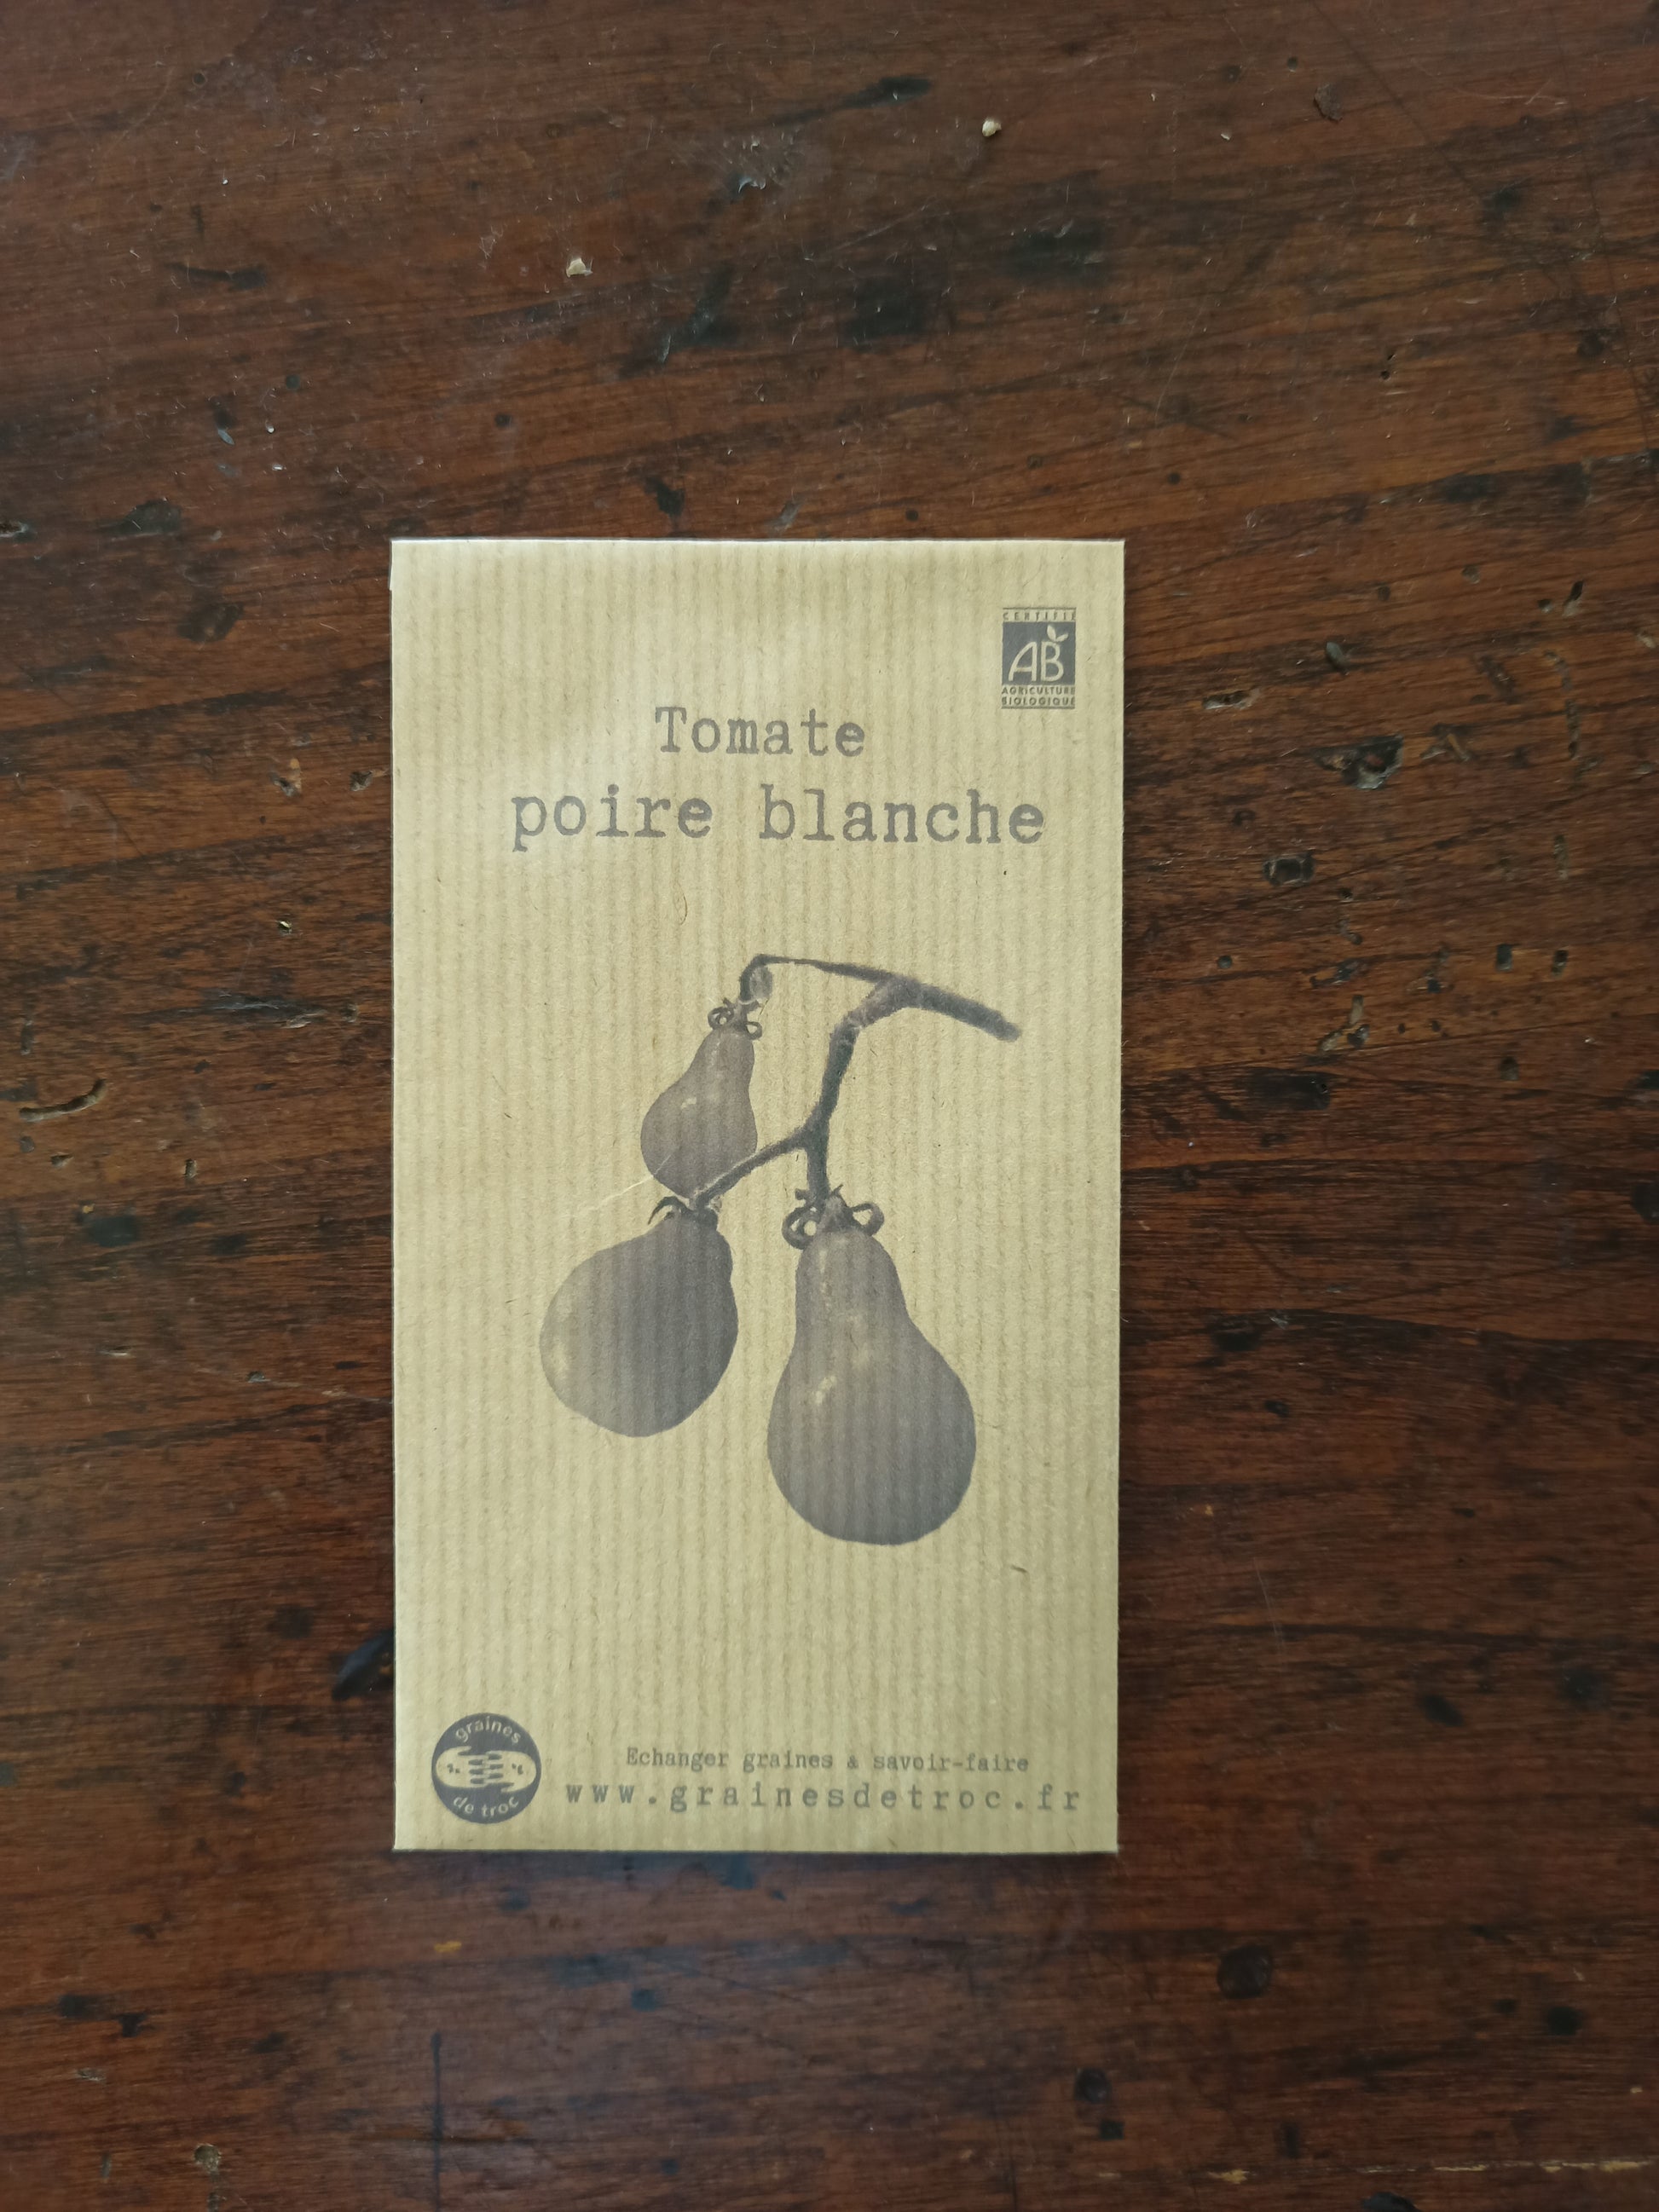 CERTIFIÉ
AB
AGRICULTURE
BIOLOGIQUE
Tomate
poire blanche
graines
de troc
Echanger graines & savoir-faire
www.grainesdetroc.fr